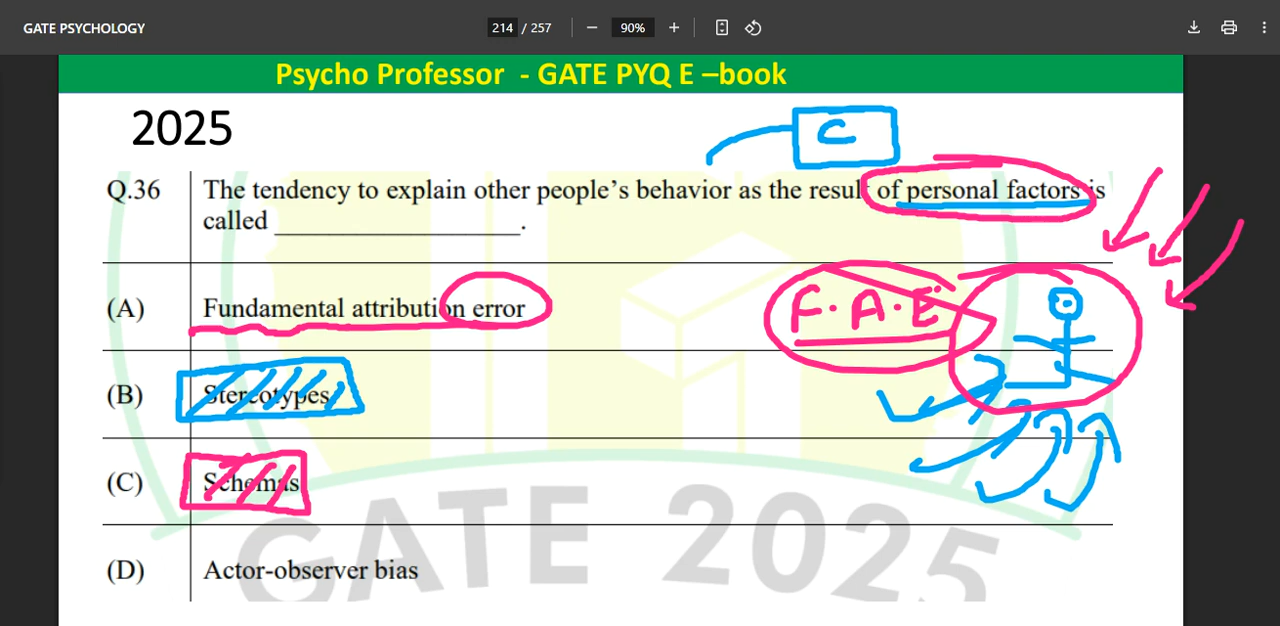 GATE PSYCHOLOGY
214 / 257
90%
Psycho Professor - GATE PYQ E –book
2025
C
Q.36 The tendency to explain other people’s behavior as the result of personal factors is
called ____________________.
(A) Fundamental attribution error
F.A.E.
(B) Stereotypes
(C) Schemas
GATE 2025
(D) Actor-observer bias